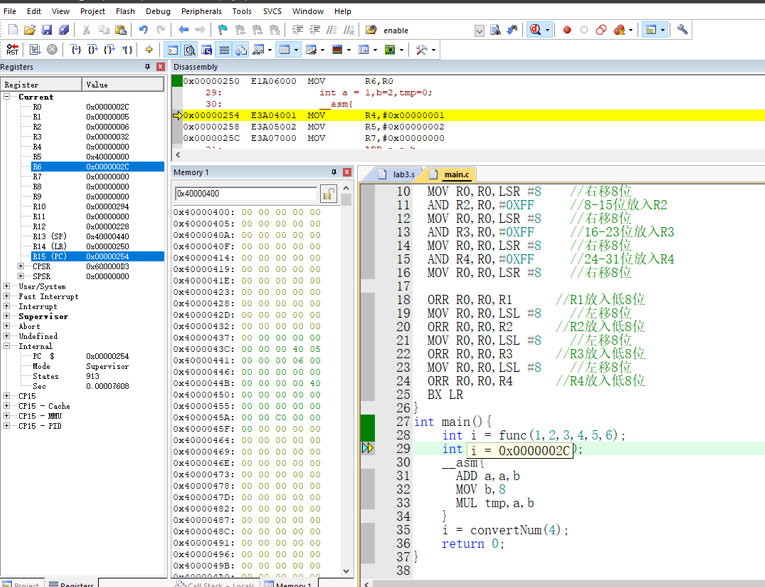 File Edit View Project Flash Debug Peripherals Tools SVCS Window Help
enable
Registers
Register Value
Current
R0 0x0000002C
R1 0x00000005
R2 0x00000006
R3 0x00000032
R4 0x00000000
R5 0x40000000
R6 0x0000002C
R7 0x00000000
R8 0x00000000
R9 0x00000000
R10 0x00000294
R11 0x00000000
R12 0x00000228
R13 (SP) 0x40000440
R14 (LR) 0x00000250
R15 (PC) 0x00000254
CPSR 0x600000D3
SPSR 0x00000000
User/System
Fast Interrupt
Interrupt
Supervisor
Abort
Undefined
Internal
PC $ 0x00000254
Mode Supervisor
States 913
Sec 0.00007608
CP15
CP15 - Cache
CP15 - MMU
CP15 - PID
Project Registers
Disassembly
0x00000250 E1A06000 MOV R6,R0
29: int a = 1,b=2,tmp=0;
30: __asm{
0x00000254 E3A04001 MOV R4,#0x00000001
0x00000258 E3A05002 MOV R5,#0x00000002
0x0000025C E3A07000 MOV R7,#0x00000000
Memory 1
0x40000400
0x40000400: 00 00 00 00 00
0x40000405: 00 00 00 00 00
0x4000040A: 00 00 00 00 00
0x4000040F: 00 00 00 00 00
0x40000414: 00 00 00 00 00
0x40000419: 00 00 00 00 00
0x4000041E: 00 00 00 00 00
0x40000423: 00 00 00 00 00
0x40000428: 00 00 00 00 00
0x4000042D: 00 00 00 00 00
0x40000432: 00 00 00 00 00
0x40000437: 00 00 00 00 00
0x4000043C: 00 00 00 40 05
0x40000441: 00 00 00 06 00
0x40000446: 00 00 00 00 00
0x4000044B: 00 00 00 00 40
0x40000450: 00 00 00 00 00
0x40000455: 00 00 00 00 00
0x4000045A: 00 00 C0 00 00
0x4000045F: 00 00 00 00 00
0x40000464: 00 00 00 00 00
0x40000469: 00 00 00 00 00
0x4000046E: 00 00 00 00 00
0x40000473: 00 00 00 00 00
0x40000478: 00 00 00 00 00
0x4000047D: 00 00 00 00 00
0x40000482: 00 00 00 00 00
0x40000487: 00 00 00 00 00
0x4000048C: 00 00 00 00 00
0x40000491: 00 00 00 00 00
0x40000496: 00 00 00 00 00
0x4000049B: 00 00 00 00 00
Call Stack + Locals Memory 1
lab3.s main.c
10 MOV R0,R0,LSR #8 //右移8位
11 AND R2,R0,#0XFF //8-15位放入R2
12 MOV R0,R0,LSR #8 //右移8位
13 AND R3,R0,#0XFF //16-23位放入R3
14 MOV R0,R0,LSR #8 //右移8位
15 AND R4,R0,#0XFF //24-31位放入R4
16 MOV R0,R0,LSR #8 //右移8位
17
18 ORR R0,R0,R1 //R1放入低8位
19 MOV R0,R0,LSL #8 //左移8位
20 ORR R0,R0,R2 //R2放入低8位
21 MOV R0,R0,LSL #8 //左移8位
22 ORR R0,R0,R3 //R3放入低8位
23 MOV R0,R0,LSL #8 //左移8位
24 ORR R0,R0,R4 //R4放入低8位
25 BX LR
26 }
27 int main(){
28 int i = func(1,2,3,4,5,6);
29 int i = 0x0000002C ;
30 __asm{
31 ADD a,a,b
32 MOV b,8
33 MUL tmp,a,b
34 }
35 i = convertNum(4);
36 return 0;
37 }
38